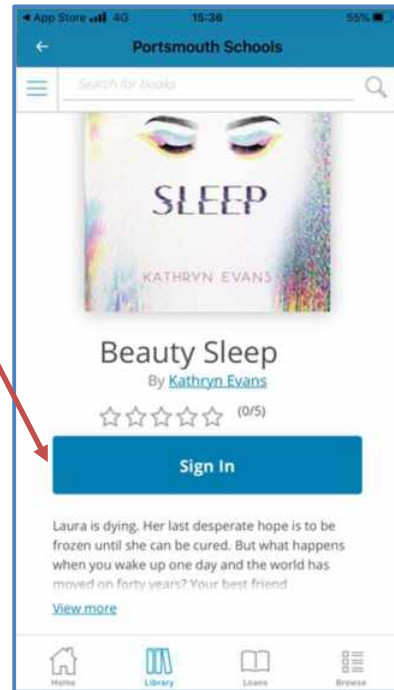 App Store 4G 15:36 55%
Portsmouth Schools
Search for books
SLEEP
KATHRYN EVANS
Beauty Sleep
By Kathryn Evans
(0/5)
Sign In
Laura is dying. Her last desperate hope is to be
frozen until she can be cured. But what happens
when you wake up one day and the world has
moved on forty years? Your best friend
View more
Home Library Loans Browse